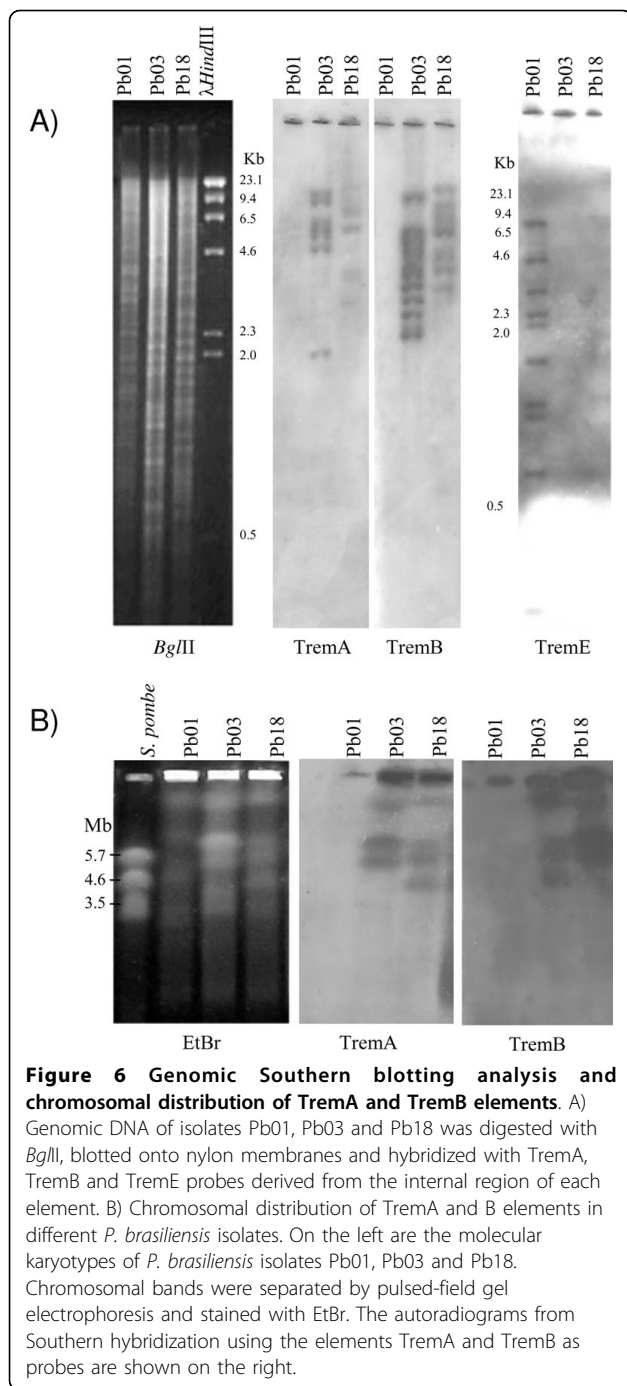 Pb01 Pb03 Pb18 λHindIII Pb01 Pb03 Pb18 Pb01 Pb03 Pb18 Pb01 Pb03 Pb18
A)
Kb
23.1
9.4
6.5
4.6
2.3
2.0
0.5
23.1
9.4
6.5
4.6
2.3
2.0
0.5
BglII TremA TremB TremE
B)
S. pombe Pb01 Pb03 Pb18 Pb01 Pb03 Pb18 Pb01 Pb03 Pb18
Mb
5.7
4.6
3.5
EtBr TremA TremB
Figure 6 Genomic Southern blotting analysis and
chromosomal distribution of TremA and TremB elements. A)
Genomic DNA of isolates Pb01, Pb03 and Pb18 was digested with
BglII, blotted onto nylon membranes and hybridized with TremA,
TremB and TremE probes derived from the internal region of each
element. B) Chromosomal distribution of TremA and B elements in
different P. brasiliensis isolates. On the left are the molecular
karyotypes of P. brasiliensis isolates Pb01, Pb03 and Pb18.
Chromosomal bands were separated by pulsed-field gel
electrophoresis and stained with EtBr. The autoradiograms from
Southern hybridization using the elements TremA and TremB as
probes are shown on the right.